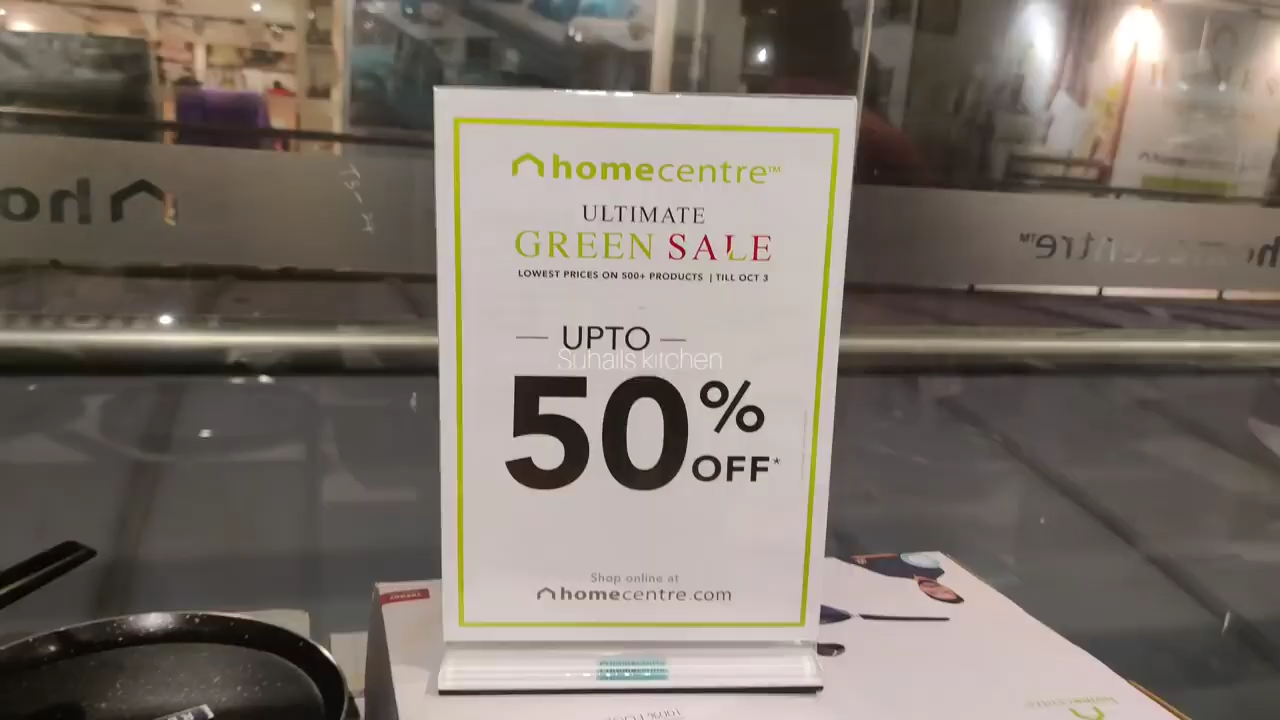 homecentre™
ULTIMATE
GREEN SALE
LOWEST PRICES ON 500+ PRODUCTS | TILL OCT 3
UPTO
Suhails kitchen
50%
OFF*
Shop online at
homecentre.com